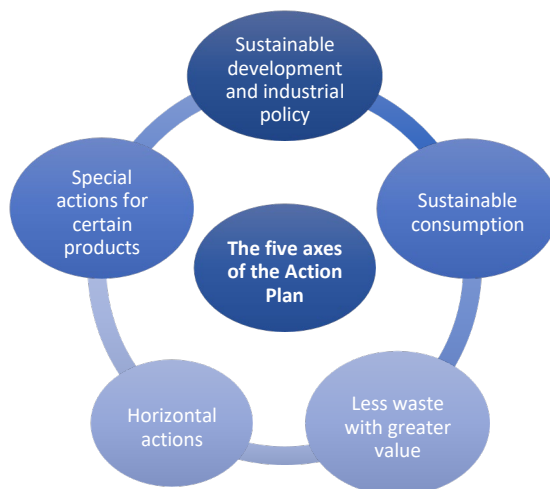 Sustainable
development
and industrial
policy
Special
actions for
certain
products
Sustainable
consumption
The five axes
of the Action
Plan
Horizontal
actions
Less waste
with greater
value